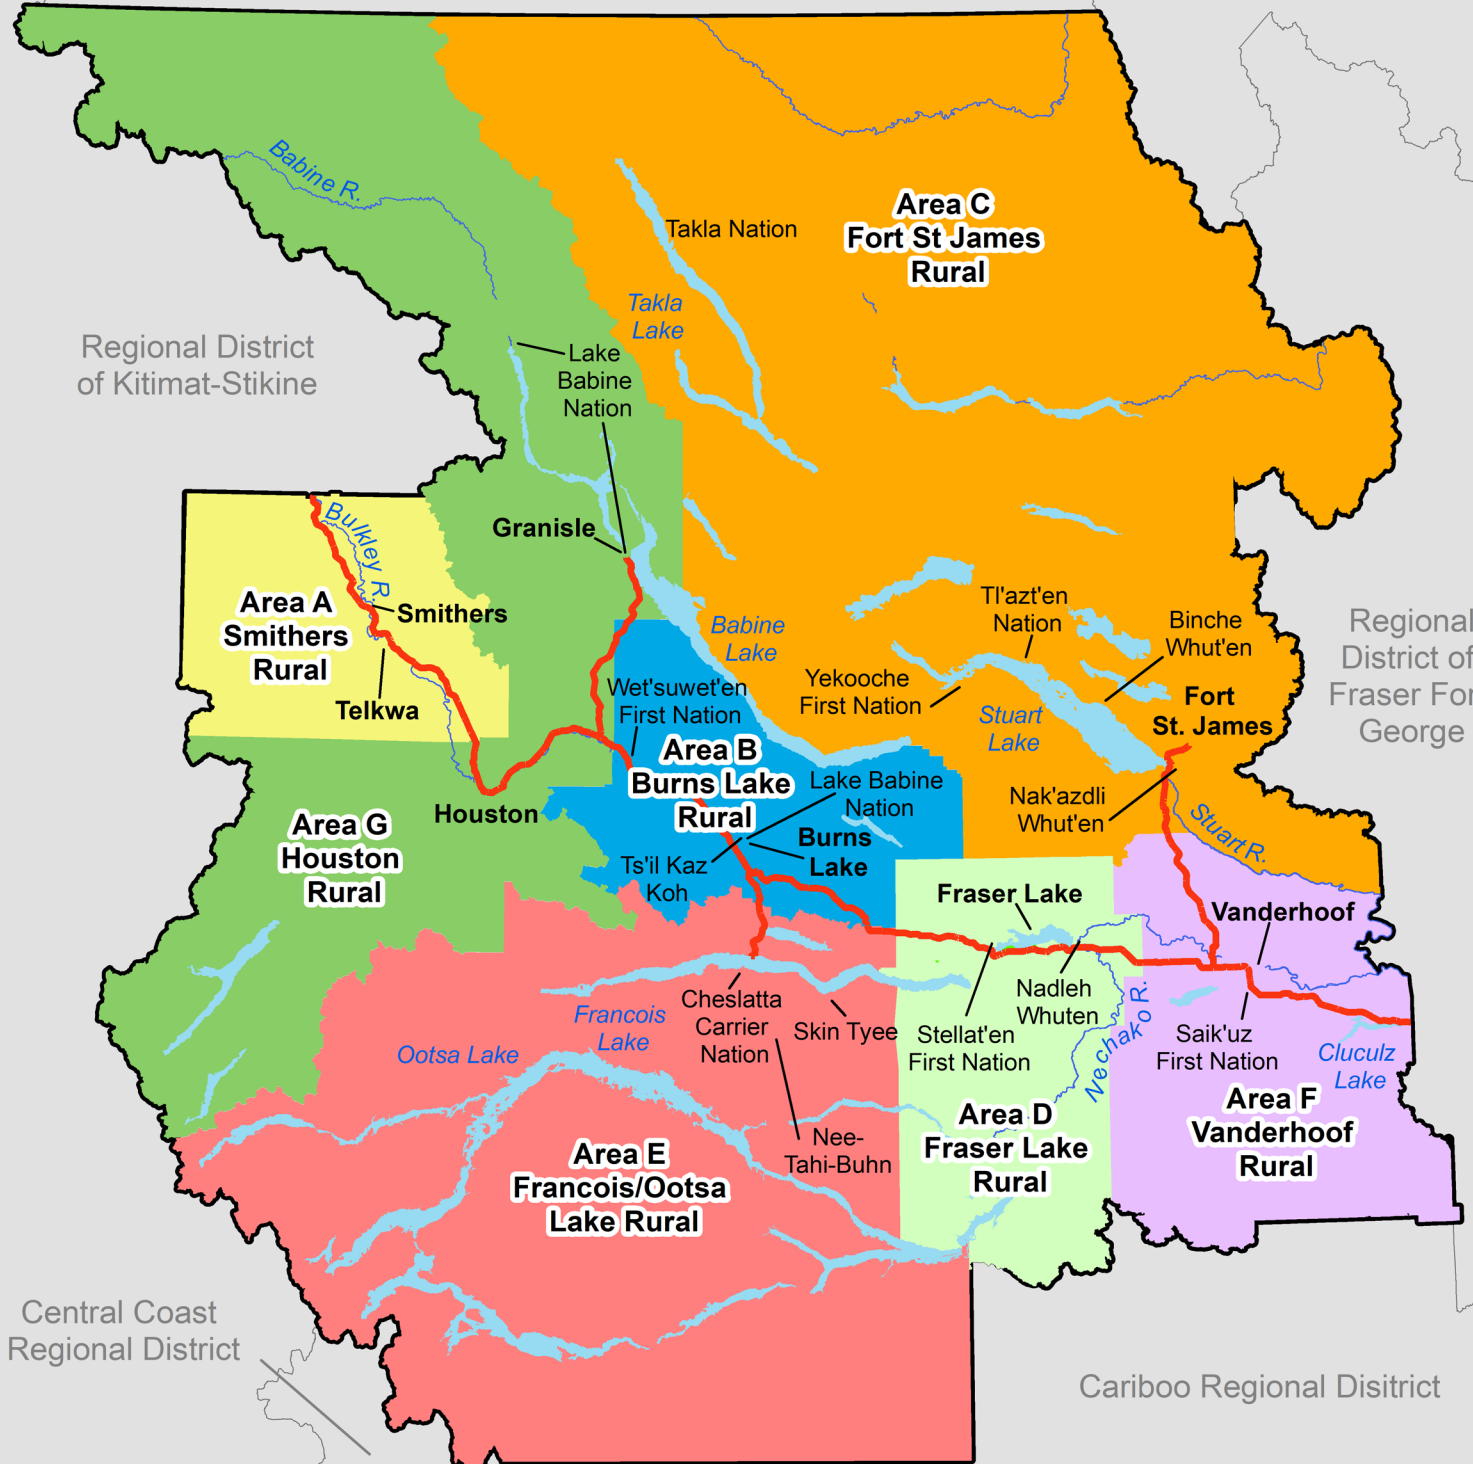 Babine R.
Area C
Fort St James
Rural
Takla Nation
Takla
Lake
Regional District
of Kitimat-Stikine
Lake
Babine
Nation
Granisle
Bulkley R.
Area A
Smithers
Rural
Smithers
Telkwa
Babine
Lake
Tl'azt'en
Nation
Binche
Whut'en
Regional
District of
Fraser For
George
Yekooche
First Nation
Stuart
Lake
Fort
St. James
Wet'suwet'en
First Nation
Area B
Burns Lake
Rural
Lake Babine
Nation
Nak'azdli
Whut'en
Stuart R.
Houston
Area G
Houston
Rural
Burns
Lake
Ts'il Kaz
Koh
Fraser Lake
Vanderhoof
Cheslatta
Carrier
Nation
Skin Tyee
Stellat'en
First Nation
Nadleh
Whuten
Nechako R.
Saik'uz
First Nation
Cluculz
Lake
Francois
Lake
Ootsa Lake
Area F
Vanderhoof
Rural
Area D
Fraser Lake
Rural
Nee-
Tahi-Buhn
Area E
Francois/Ootsa
Lake Rural
Central Coast
Regional District
Cariboo Regional Disitrict